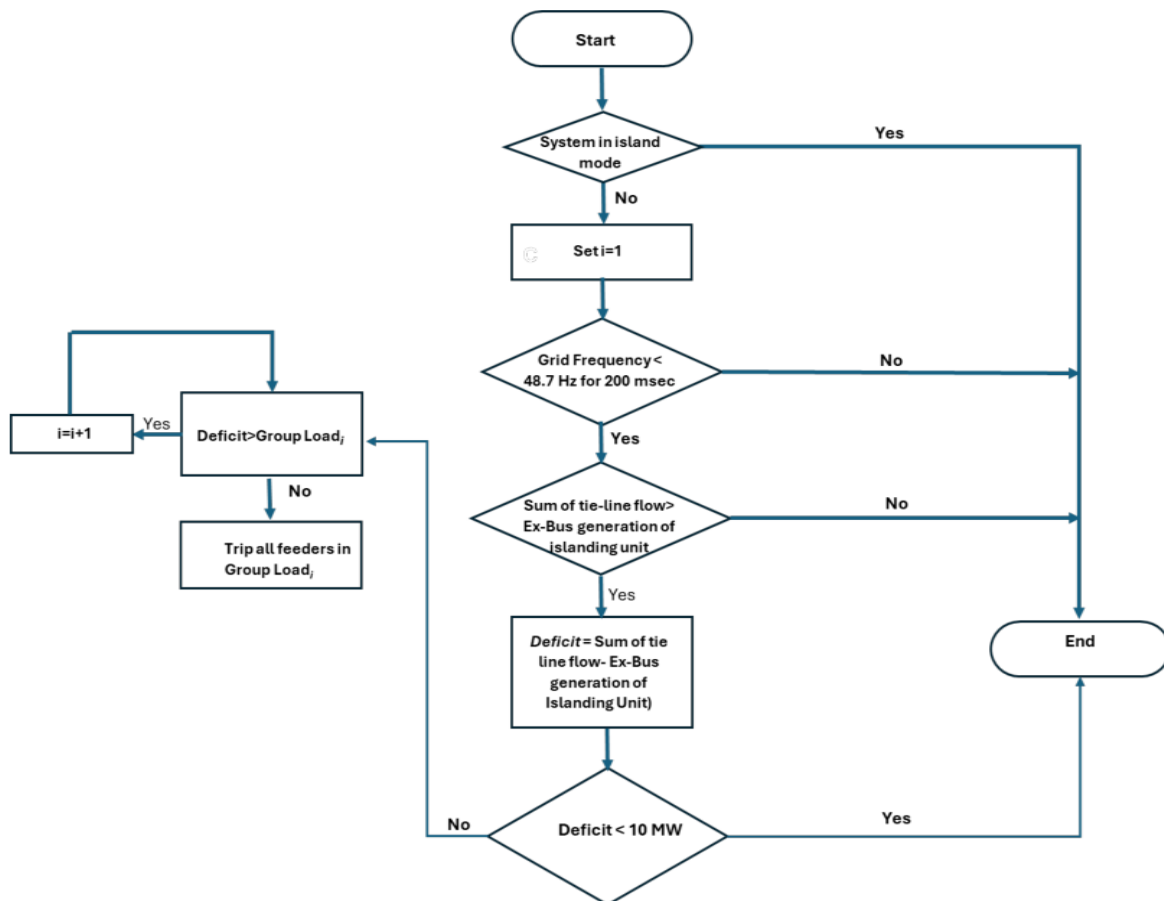 Start
System in island
mode
Yes
No
Set i=1
Grid Frequency <
48.7 Hz for 200 msec
No
Yes
Sum of tie-line flow>
Ex-Bus generation of
islanding unit
No
Yes
Deficit = Sum of tie
line flow- Ex-Bus
generation of
Islanding Unit)
Deficit < 10 MW
Yes
No
End
Deficit>Group Loadᵢ
Yes
i=i+1
No
Trip all feeders in
Group Loadᵢ